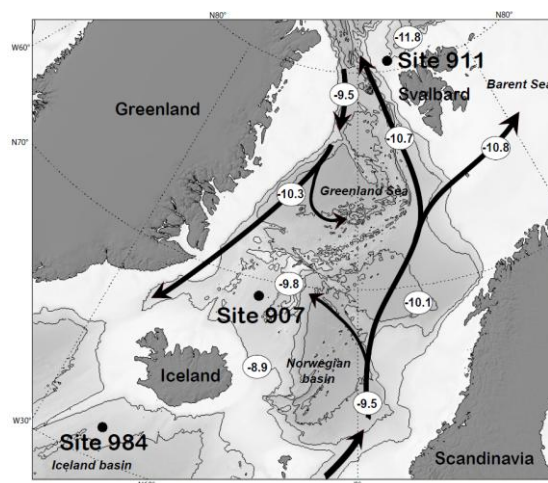 N80°
N80°
W60°
-11.8
Site 911
Greenland
-9.5
Svalbard
Barent Sea
N70°
-10.7
-10.8
-10.3
Greenland Sea
-9.8
Site 907
-10.1
Norwegian
basin
Iceland
-8.9
-9.5
W30°
Site 984
Iceland basin
Scandinavia